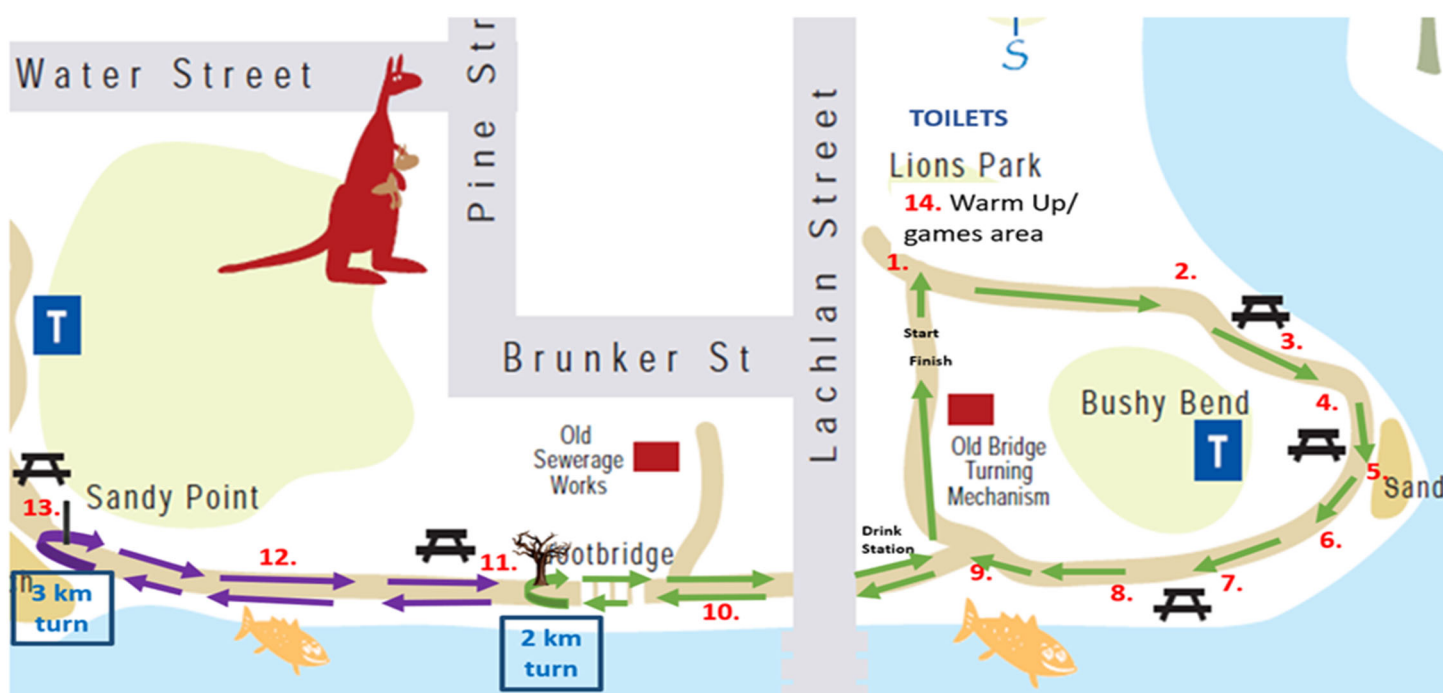 Water Street
Pine Str
S
TOILETS
Lions Park
14. Warm Up/
games area
1.
2.
Lachlan Street
T
Start
Finish
3.
Brunker St
Bushy Bend
4.
T
Old
Sewerage
Works
Old Bridge
Turning
Mechanism
5.
Sand
13.
Sandy Point
Drink
Station
6.
12.
11.
ootbridge
9.
8.
7.
10.
3 km
turn
2 km
turn